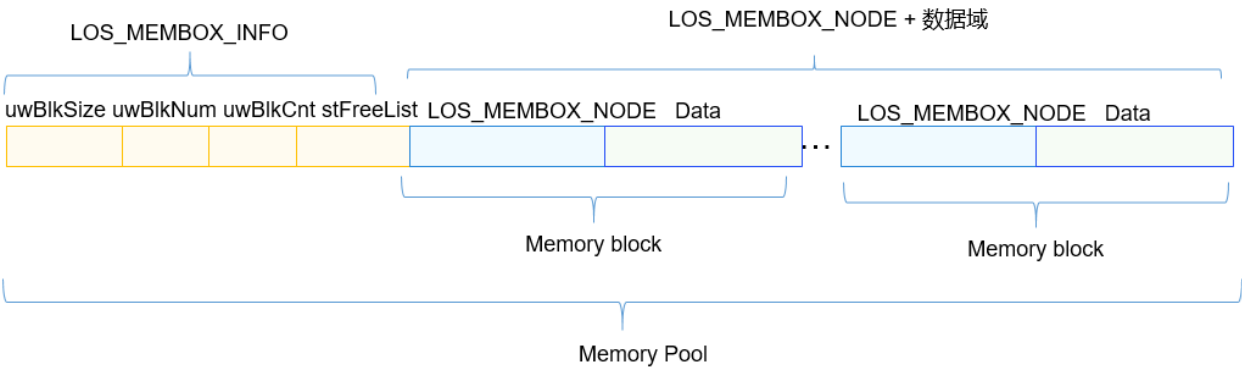 LOS_MEMBOX_INFO
LOS_MEMBOX_NODE + 数据域
uwBlkSize uwBlkNum uwBlkCnt stFreeList LOS_MEMBOX_NODE Data LOS_MEMBOX_NODE Data
...
Memory block
Memory block
Memory Pool